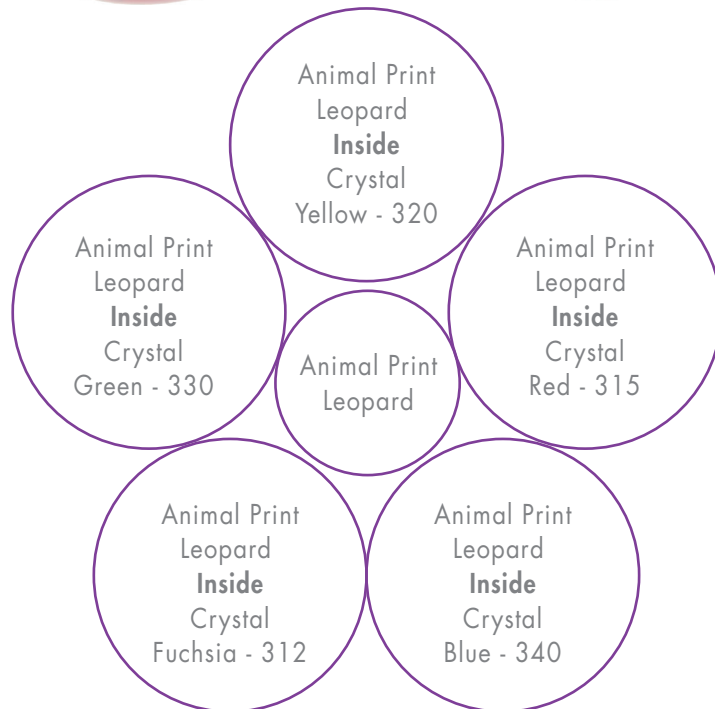 Animal Print
Leopard
Inside
Crystal
Yellow - 320
Animal Print
Leopard
Inside
Crystal
Green - 330
Animal Print
Leopard
Animal Print
Leopard
Inside
Crystal
Red - 315
Animal Print
Leopard
Inside
Crystal
Fuchsia - 312
Animal Print
Leopard
Inside
Crystal
Blue - 340